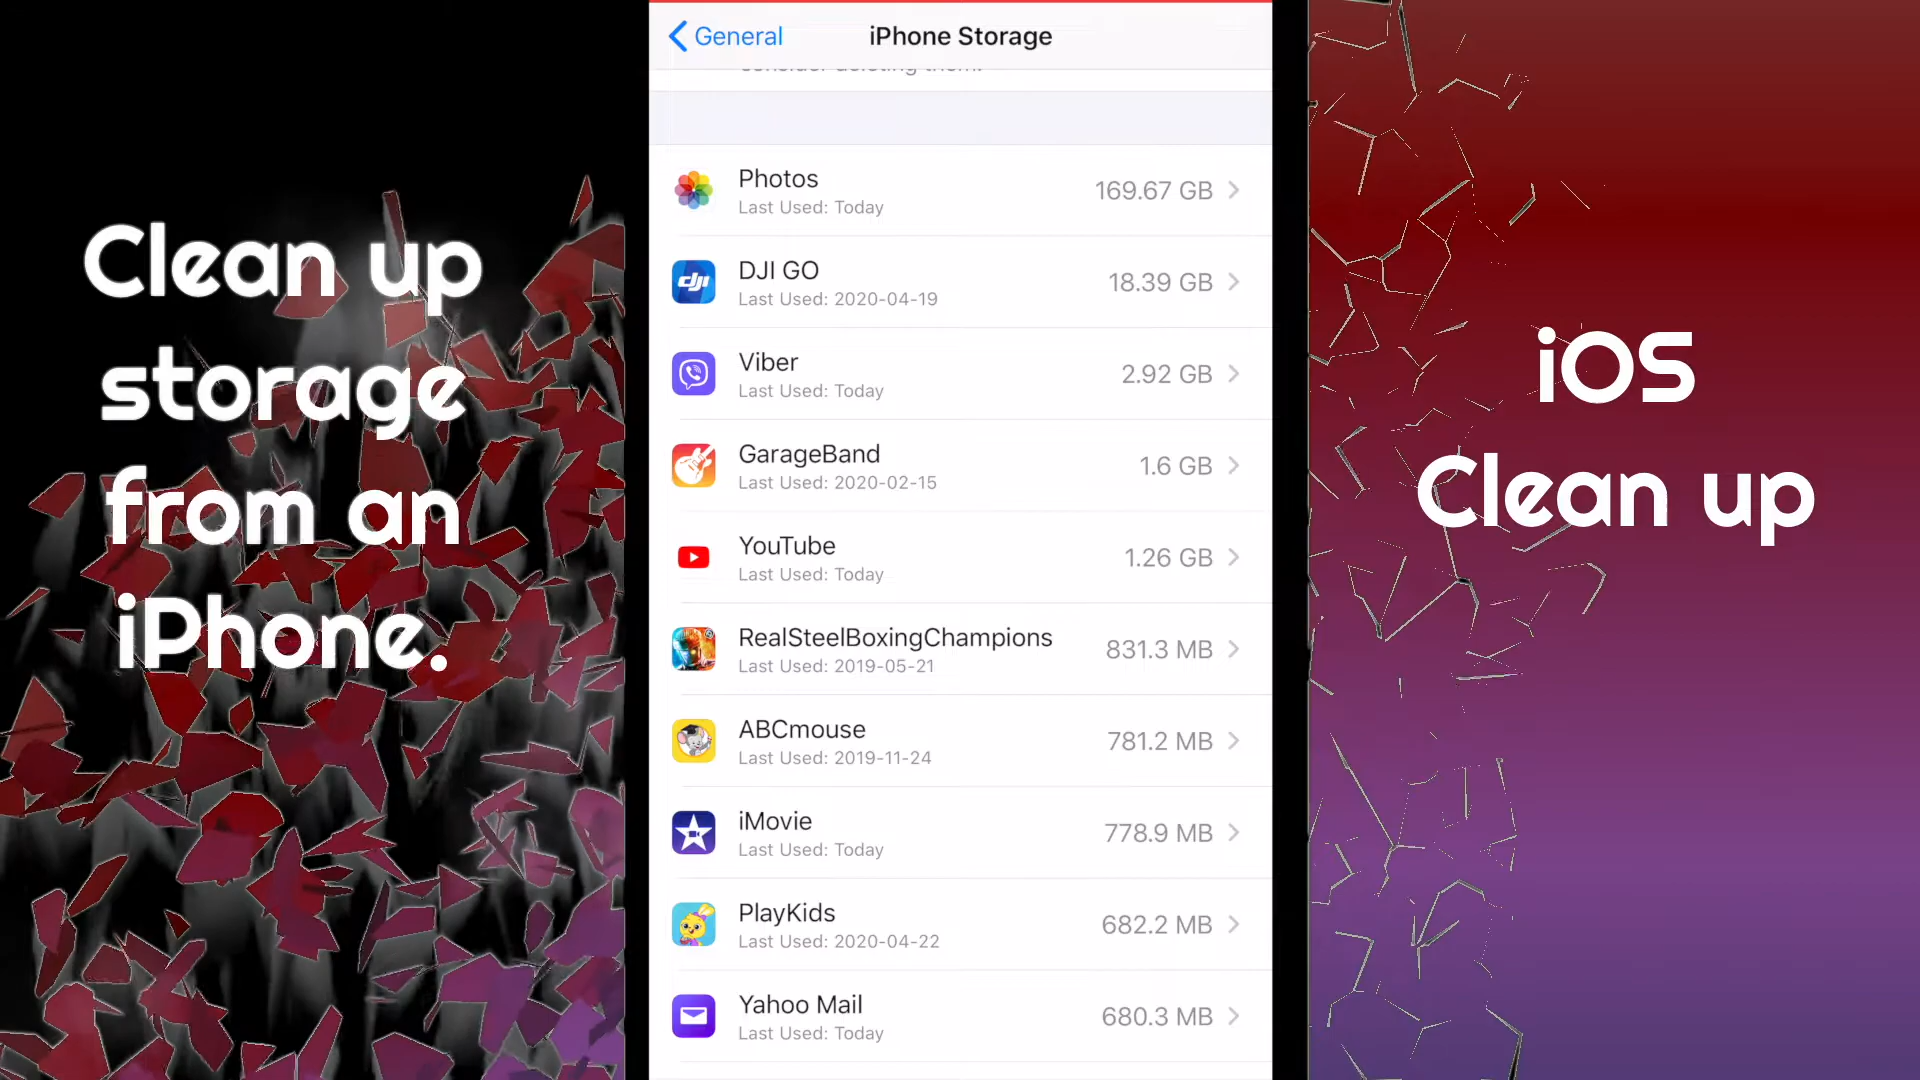 Clean up
storage
from an
iPhone.
General
iPhone Storage
consider deleting them.
Photos
Last Used: Today
169.67 GB
DJI GO
Last Used: 2020-04-19
18.39 GB
Viber
Last Used: Today
2.92 GB
GarageBand
Last Used: 2020-02-15
1.6 GB
YouTube
Last Used: Today
1.26 GB
RealSteelBoxingChampions
Last Used: 2019-05-21
831.3 MB
ABCmouse
Last Used: 2019-11-24
781.2 MB
iMovie
Last Used: Today
778.9 MB
PlayKids
Last Used: 2020-04-22
682.2 MB
Yahoo Mail
Last Used: Today
680.3 MB
dji
iOS
Clean up